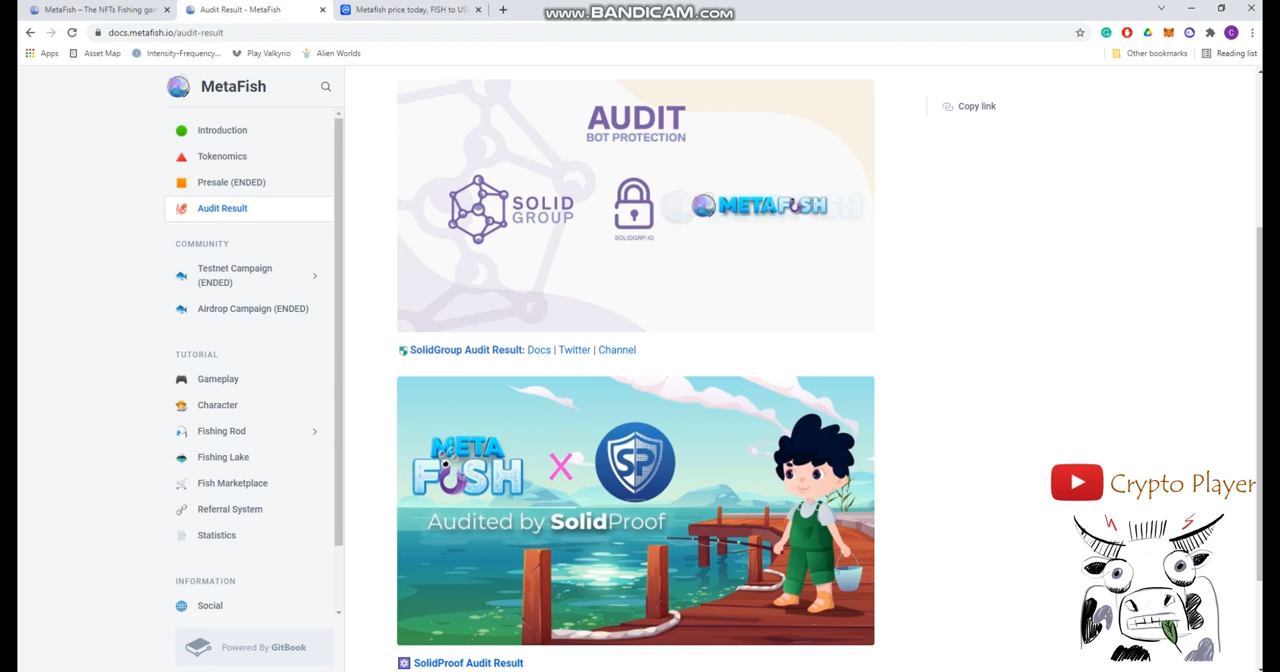 MetaFish – The NFTs Fishing gam
Audit Result - MetaFish
Metafish price today, FISH to US
www.BANDICAM.com
docs.metafish.io/audit-result
C
Apps
Asset Map
Intensity-Frequency...
Play Valkyrio
Alien Worlds
Other bookmarks
Reading list
MetaFish
Introduction
Tokenomics
Presale (ENDED)
Audit Result
COMMUNITY
Testnet Campaign
(ENDED)
Airdrop Campaign (ENDED)
TUTORIAL
Gameplay
Character
Fishing Rod
Fishing Lake
Fish Marketplace
Referral System
Statistics
INFORMATION
Social
Powered By GitBook
AUDIT
BOT PROTECTION
SOLID
GROUP
SOLIDGRP.IO
METAFISH
SolidGroup Audit Result: Docs | Twitter | Channel
META
FISH
X
SP
Audited by SolidProof
SolidProof Audit Result
Copy link
Crypto Player